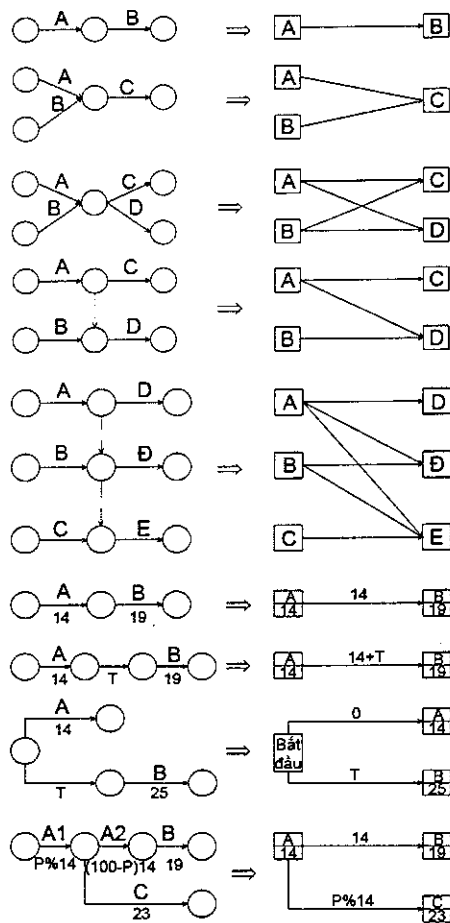 A B ⇒ A B
A A
B C ⇒ C
B
A C A C
B D ⇒ B D
A C A C
⇒
B D B D
A D A D
B Đ ⇒ B Đ
C E C E
A B ⇒ A 14 B
14 19 14 19
A B ⇒ A 14+T B
14 T 19 14 19
A 0 A
14 14
⇒ Bắt
đầu
B T B
T 25 25
A1 A2 B ⇒ A 14 B
P%14 (100-P)14 19 14 19
C P%14 C
23 23